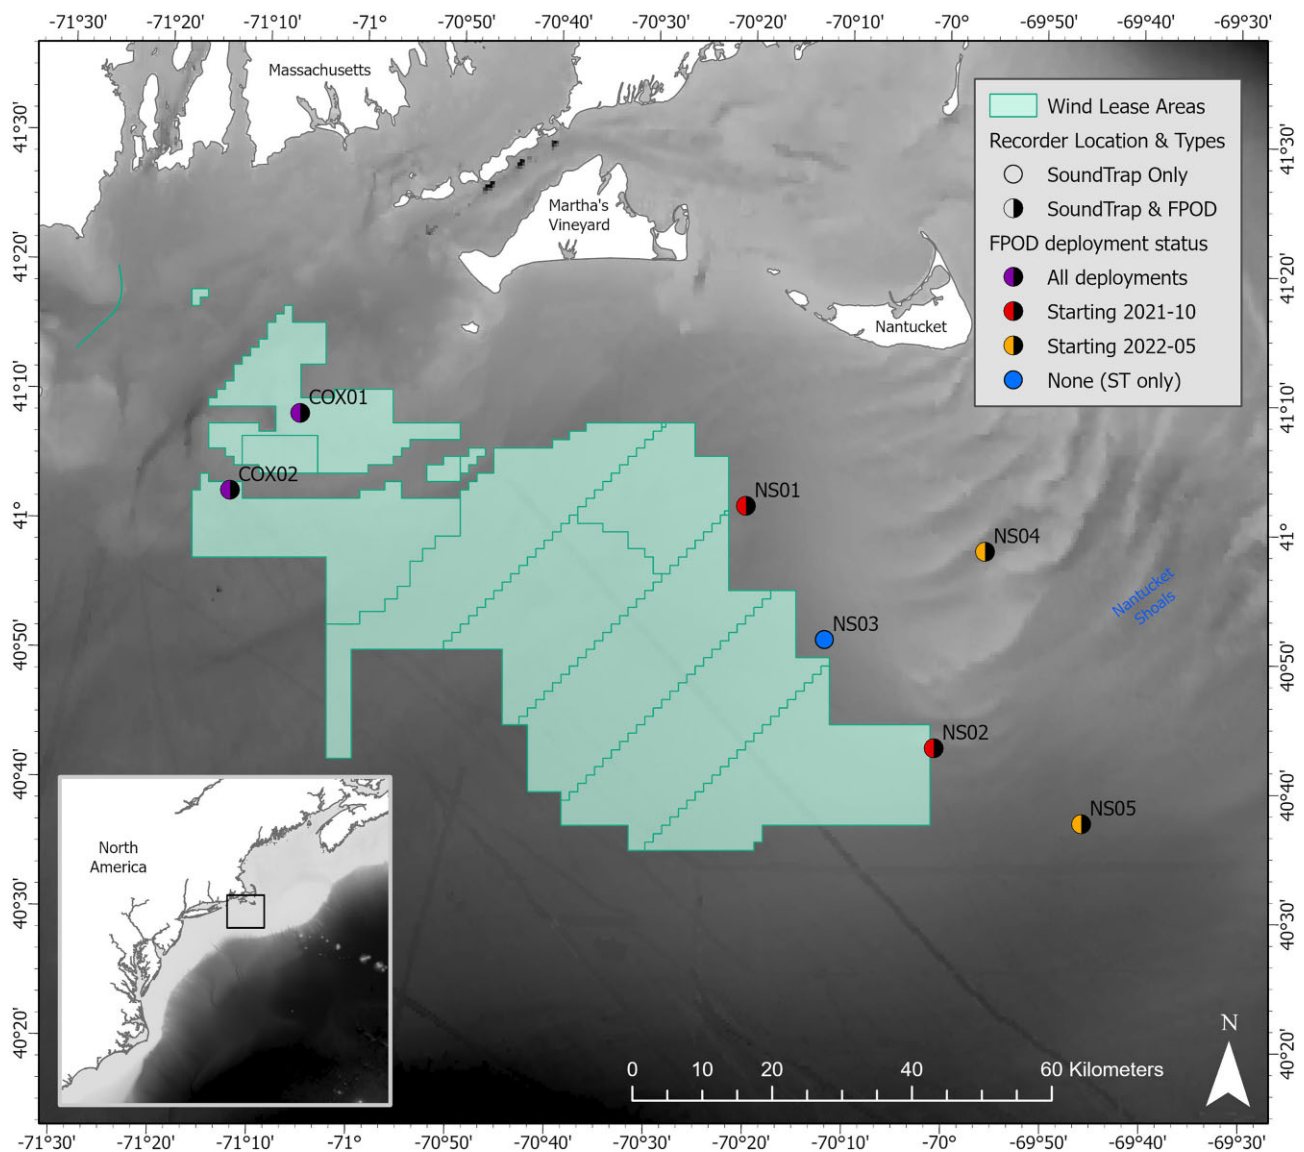 -71°30' -71°20' -71°10' -71° -70°50' -70°40' -70°30' -70°20' -70°10' -70° -69°50' -69°40' -69°30'
Massachusetts
Martha's
Vineyard
Nantucket
Wind Lease Areas
Recorder Location & Types
SoundTrap Only
SoundTrap & FPOD
FPOD deployment status
All deployments
Starting 2021-10
Starting 2022-05
None (ST only)
41°30'
41°20'
41°10'
41°
40°50'
40°40'
40°30'
40°20'
41°30'
41°20'
41°10'
41°
40°50'
40°40'
40°30'
40°20'
COX01
COX02
NS01
NS04
Nantucket
Shoals
NS03
NS02
NS05
North
America
N
0 10 20 40 60 Kilometers
-71°30' -71°20' -71°10' -71° -70°50' -70°40' -70°30' -70°20' -70°10' -70° -69°50' -69°40' -69°30'